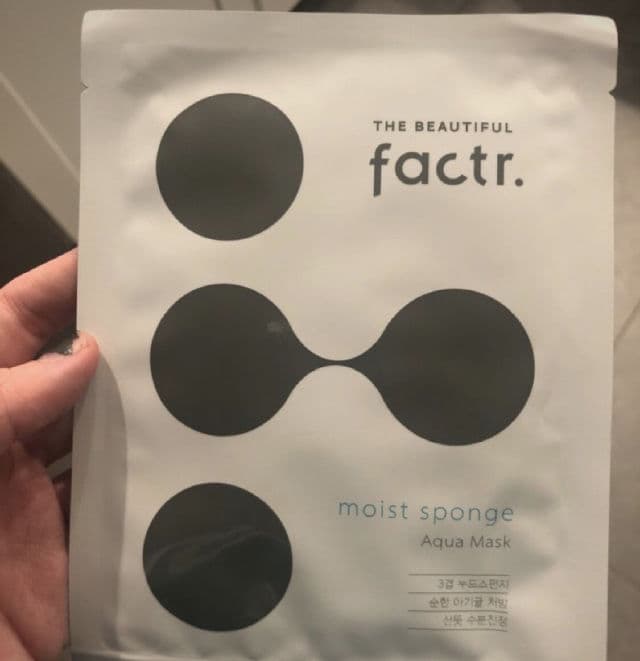 THE BEAUTIFUL
factr.
moist sponge
Aqua Mask
3겹 누드스펀지
순한 아기귤 처방
산뜻 수분진정